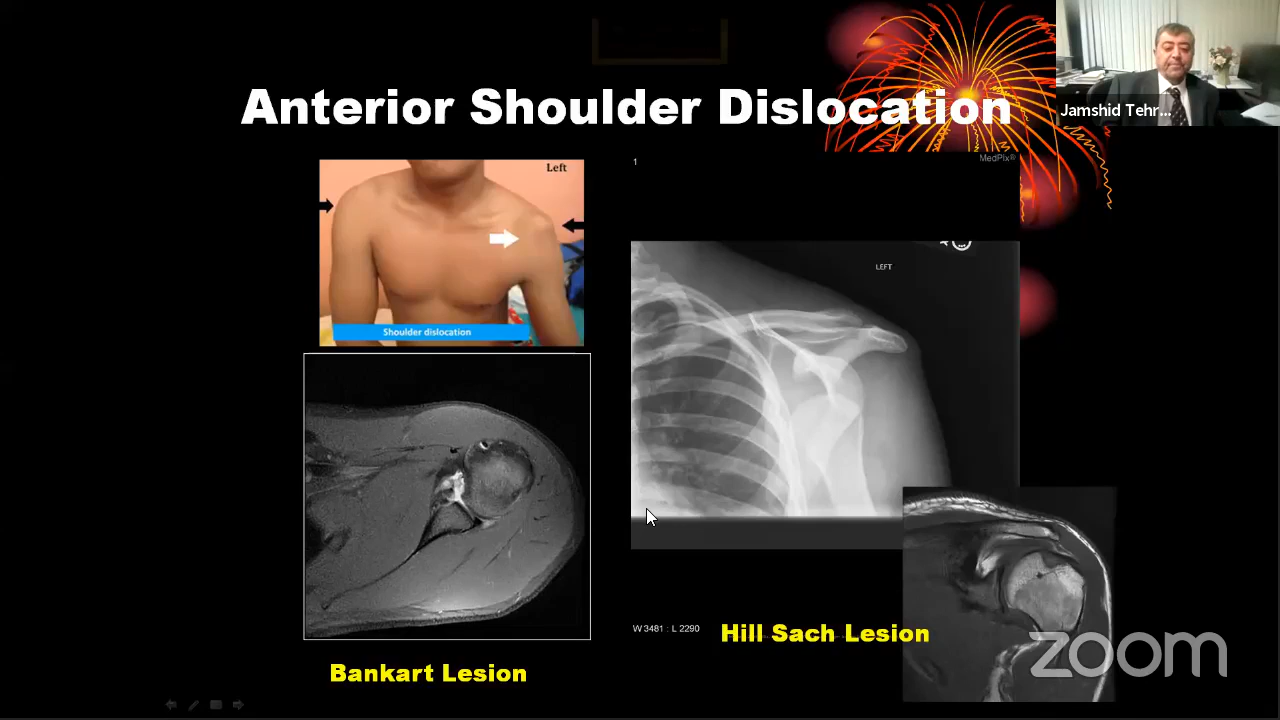 Anterior Shoulder Dislocation
Jamshid Tehr...
Left
Shoulder dislocation
1
MedPix®
LEFT
W 3481 : L 2290
Hill Sach Lesion
Bankart Lesion
zoom